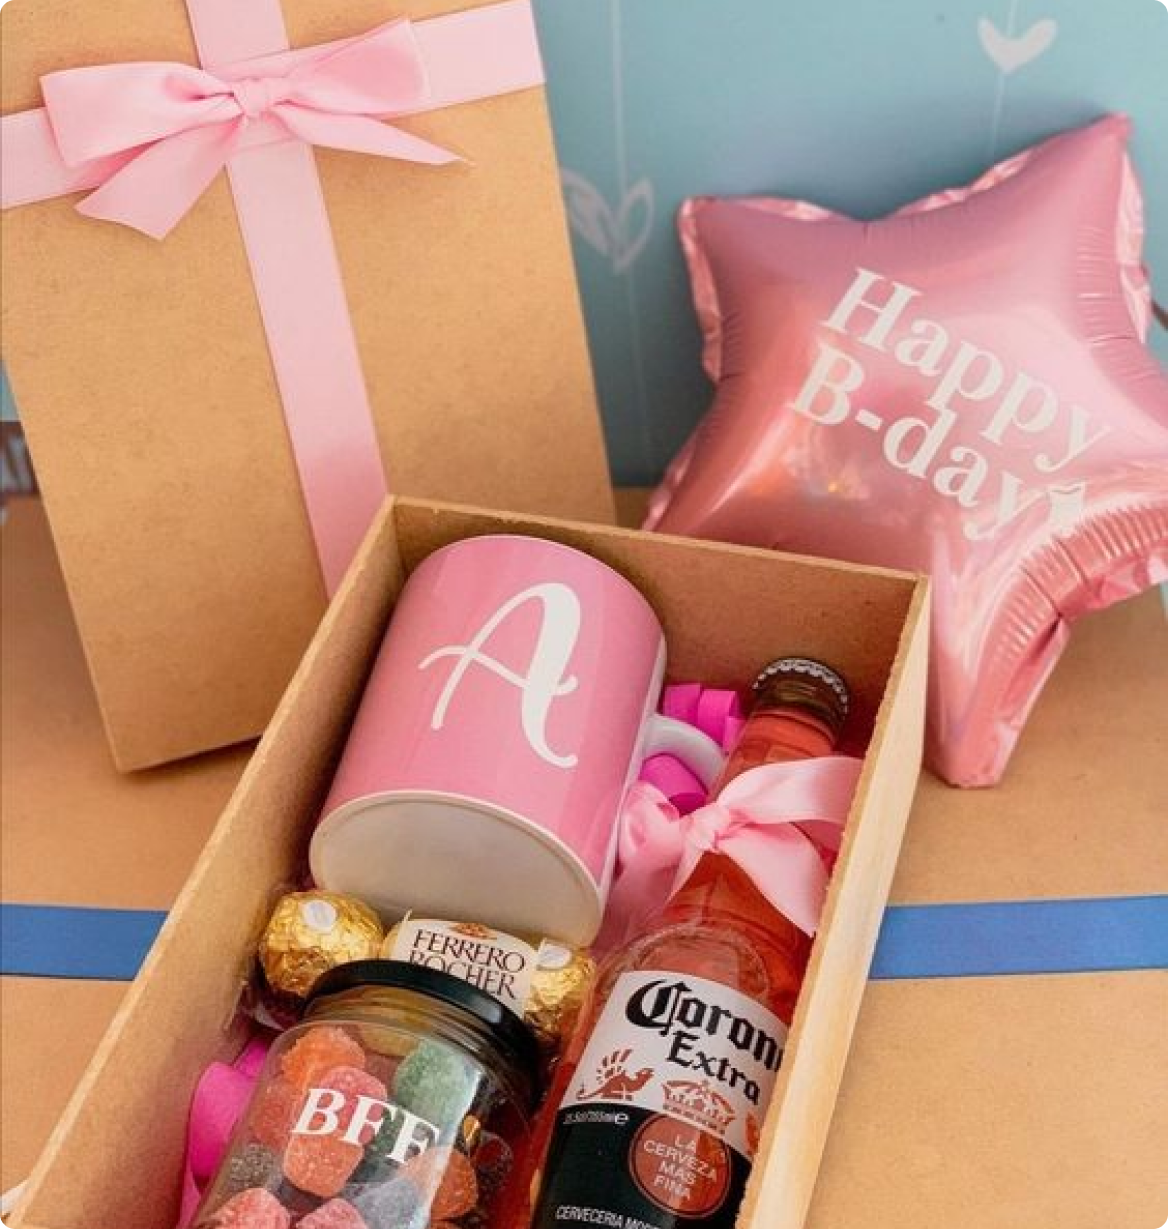 Happy
B-day
A
FERRERO
ROCHER
BFF
Corona
Extra
LA
CERVEZA
MAS
FINA